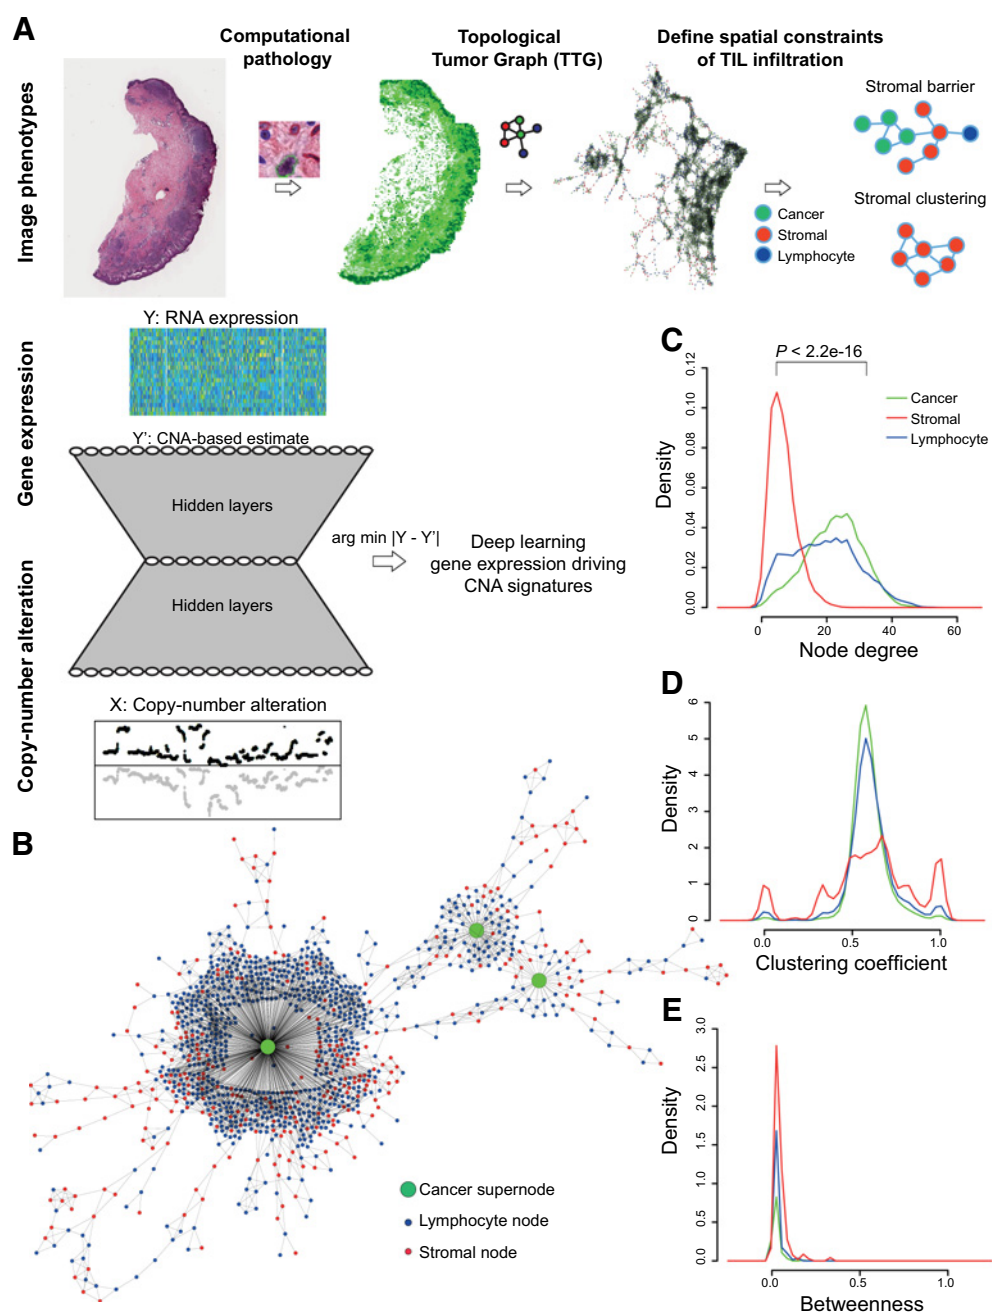 A
Computational
pathology
Topological
Tumor Graph (TTG)
Define spatial constraints
of TIL infiltration
Image phenotypes
Stromal barrier
Stromal clustering
Cancer
Stromal
Lymphocyte
Y: RNA expression
Gene expression
Y': CNA-based estimate
Hidden layers
arg min |Y - Y'|
Deep learning
gene expression driving
CNA signatures
Hidden layers
Copy-number alteration
X: Copy-number alteration
B
Cancer supernode
Lymphocyte node
Stromal node
C
P < 2.2e-16
Cancer
Stromal
Lymphocyte
Density
0.00 0.02 0.04 0.06 0.08 0.10 0.12
0 20 40 60
Node degree
D
Density
0 1 2 3 4 5 6
0.0 0.5 1.0
Clustering coefficient
E
Density
0.0 0.5 1.0 1.5 2.0 2.5 3.0
0.0 0.5 1.0
Betweenness